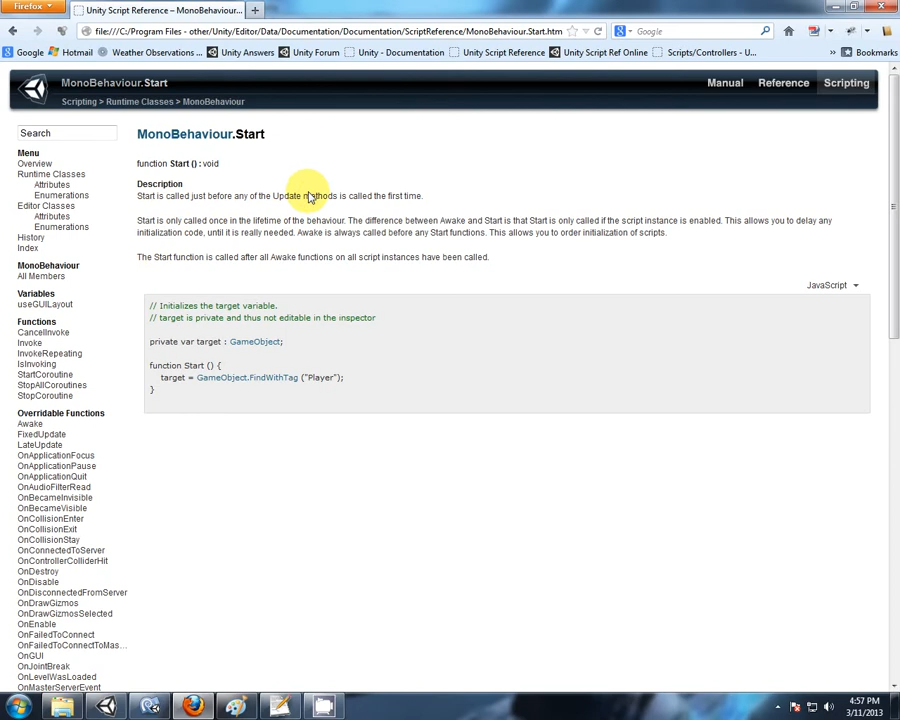 Firefox
Unity Script Reference – MonoBehaviour....
file:///C:/Program Files - other/Unity/Editor/Data/Documentation/Documentation/ScriptReference/MonoBehaviour.Start.htm
Google
Google Hotmail Weather Observations ... Unity Answers Unity Forum Unity - Documentation Unity Script Reference Unity Script Ref Online Scripts/Controllers - U... » Bookmarks
MonoBehaviour.Start Manual Reference Scripting
Scripting > Runtime Classes > MonoBehaviour
Search
Menu
Overview
Runtime Classes
Attributes
Enumerations
Editor Classes
Attributes
Enumerations
History
Index
MonoBehaviour
All Members
Variables
useGUILayout
Functions
CancelInvoke
Invoke
InvokeRepeating
IsInvoking
StartCoroutine
StopAllCoroutines
StopCoroutine
Overridable Functions
Awake
FixedUpdate
LateUpdate
OnApplicationFocus
OnApplicationPause
OnApplicationQuit
OnAudioFilterRead
OnBecameInvisible
OnBecameVisible
OnCollisionEnter
OnCollisionExit
OnCollisionStay
OnConnectedToServer
OnControllerColliderHit
OnDestroy
OnDisable
OnDisconnectedFromServer
OnDrawGizmos
OnDrawGizmosSelected
OnEnable
OnFailedToConnect
OnFailedToConnectToMas...
OnGUI
OnJointBreak
OnLevelWasLoaded
OnMasterServerEvent
MonoBehaviour.Start
function Start () : void
Description
Start is called just before any of the Update methods is called the first time.
Start is only called once in the lifetime of the behaviour. The difference between Awake and Start is that Start is only called if the script instance is enabled. This allows you to delay any
initialization code, until it is really needed. Awake is always called before any Start functions. This allows you to order initialization of scripts.
The Start function is called after all Awake functions on all script instances have been called.
JavaScript
// Initializes the target variable.
// target is private and thus not editable in the inspector
private var target : GameObject;
function Start () {
target = GameObject.FindWithTag ("Player");
}
4:57 PM
3/11/2013